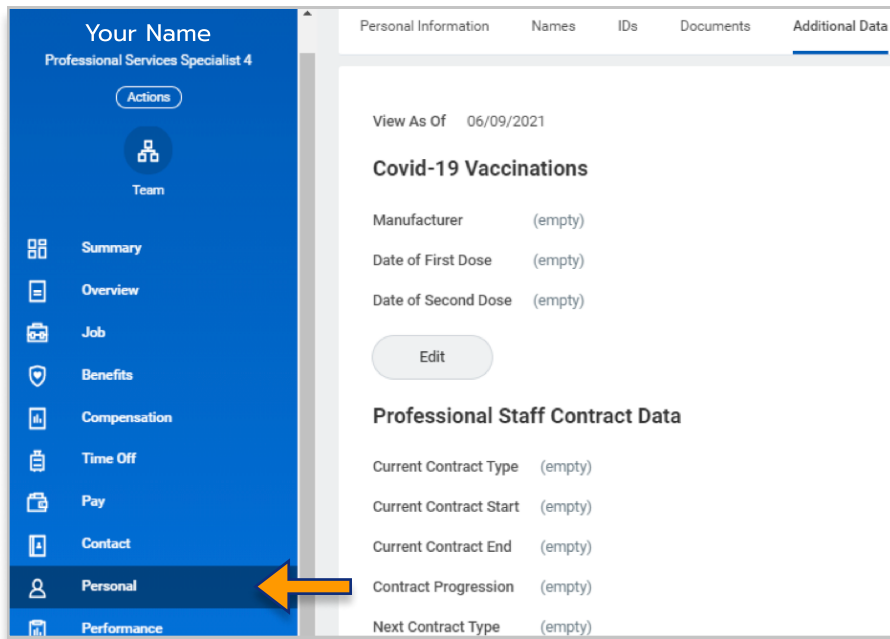 Your Name
Professional Services Specialist 4
Actions
Team
Summary
Overview
Job
Benefits
Compensation
Time Off
Pay
Contact
Personal
Performance
Personal Information Names IDs Documents Additional Data
View As Of 06/09/2021
Covid-19 Vaccinations
Manufacturer (empty)
Date of First Dose (empty)
Date of Second Dose (empty)
Edit
Professional Staff Contract Data
Current Contract Type (empty)
Current Contract Start (empty)
Current Contract End (empty)
Contract Progression (empty)
Next Contract Type (empty)